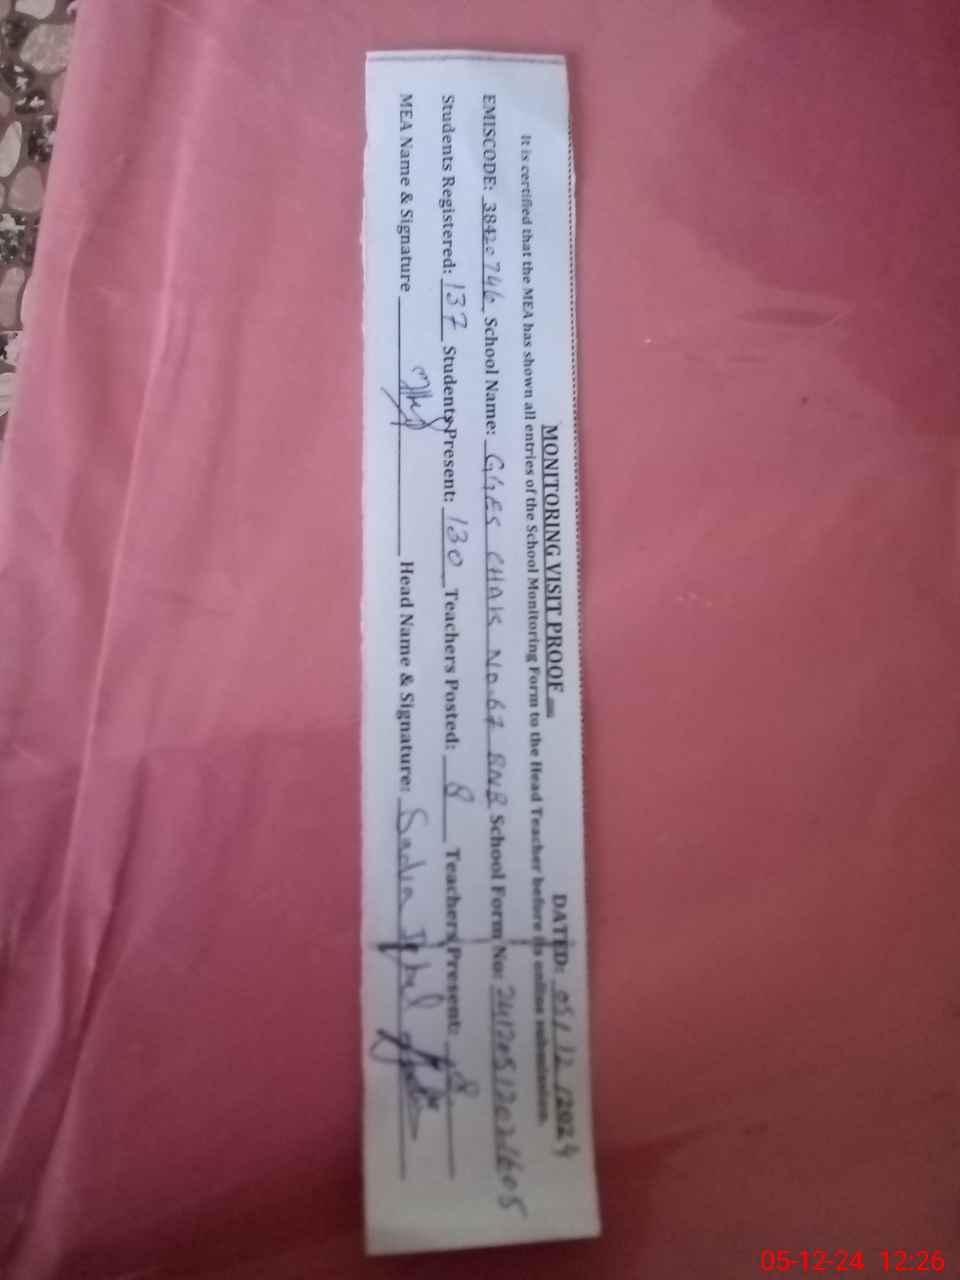 MONITORING VISIT PROOF DATED: 05/12/2024
It is certified that the MEA has shown all entries of the School Monitoring Form to the Head Teacher before its online submission.
EMISCODE: 38420746 School Name: GGES CHAK No.67 School Form No:
Students Registered: 137 Students Present: 130 Teachers Posted: 8 Teachers Present: 8
MEA Name & Signature Head Name & Signature: Sadia Iqbal
05-12-24 12:26